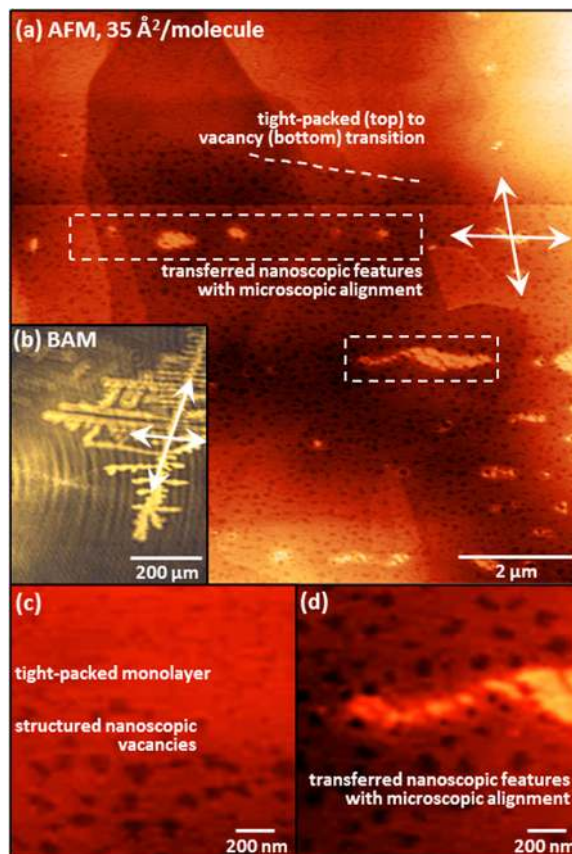 (a) AFM, 35 Å²/molecule
tight-packed (top) to
vacancy (bottom) transition
transferred nanoscopic features
with microscopic alignment
(b) BAM
200 µm
2 µm
(c)
tight-packed monolayer
structured nanoscopic
vacancies
200 nm
(d)
transferred nanoscopic features
with microscopic alignment
200 nm